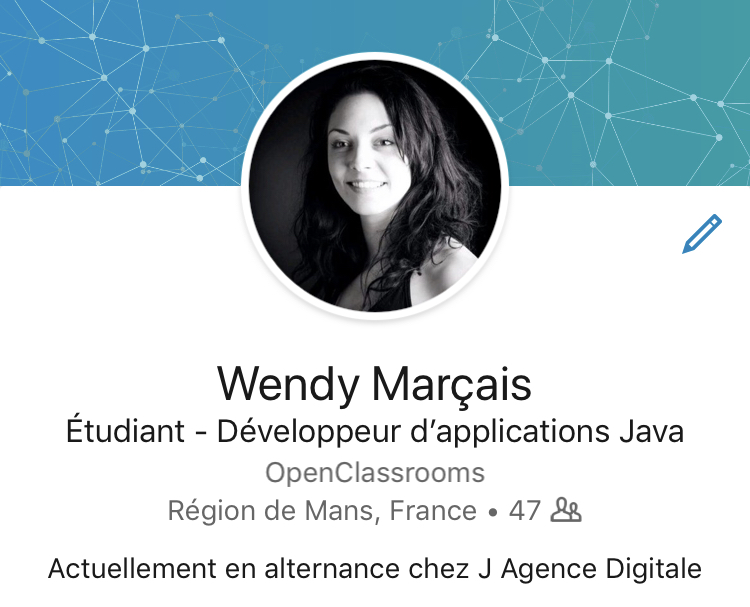 Wendy Marçais
Étudiant - Développeur d’applications Java
OpenClassrooms
Région de Mans, France • 47
Actuellement en alternance chez J Agence Digitale